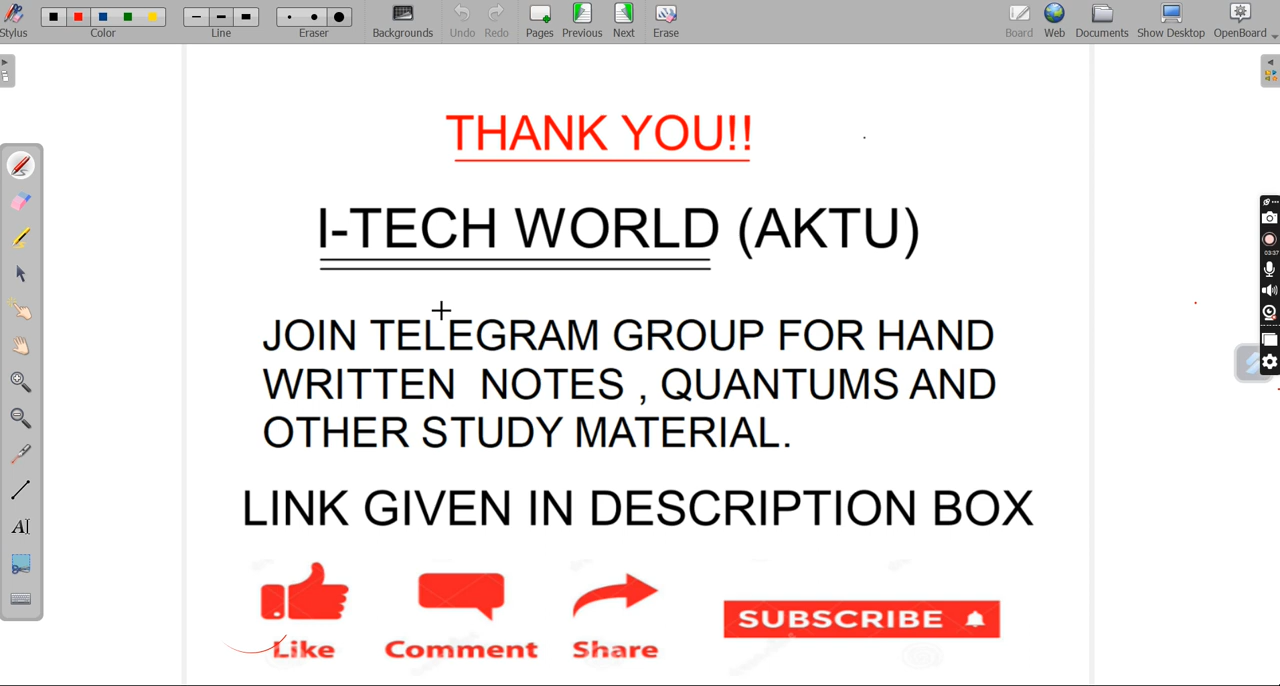 Stylus Color Line Eraser Backgrounds Undo Redo Pages Previous Next Erase Board Web Documents Show Desktop OpenBoard
THANK YOU!!
I-TECH WORLD (AKTU)
03:37
JOIN TELEGRAM GROUP FOR HAND
WRITTEN NOTES , QUANTUMS AND
OTHER STUDY MATERIAL.
LINK GIVEN IN DESCRIPTION BOX
SUBSCRIBE
Like Comment Share